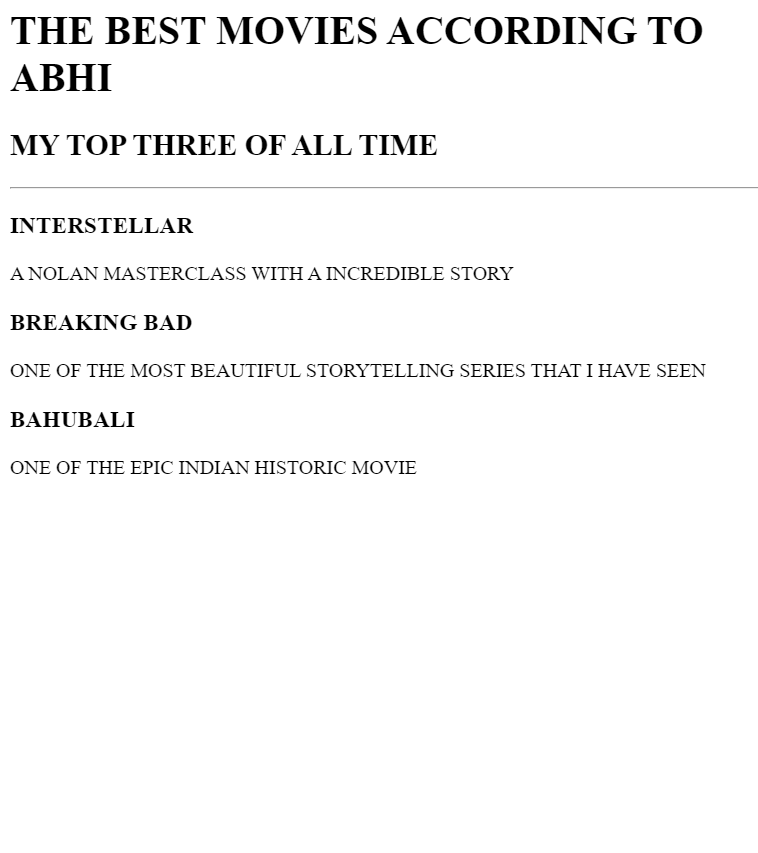 THE BEST MOVIES ACCORDING TO
ABHI
MY TOP THREE OF ALL TIME
INTERSTELLAR
A NOLAN MASTERCLASS WITH A INCREDIBLE STORY
BREAKING BAD
ONE OF THE MOST BEAUTIFUL STORYTELLING SERIES THAT I HAVE SEEN
BAHUBALI
ONE OF THE EPIC INDIAN HISTORIC MOVIE